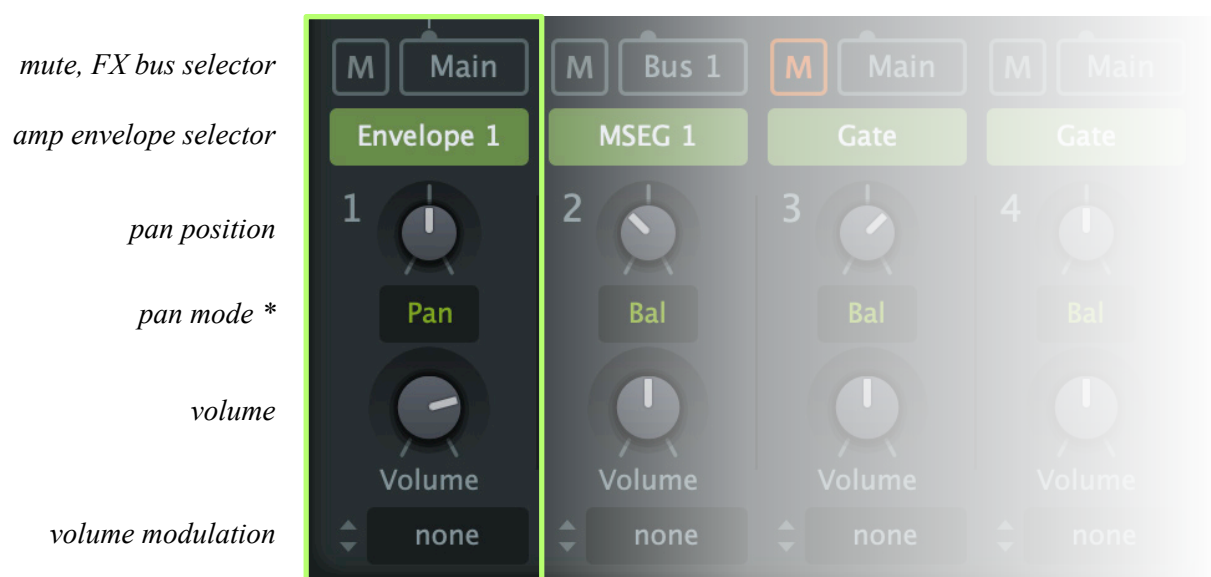 mute, FX bus selector M Main M Bus 1 M Main M Main
amp envelope selector Envelope 1 MSEG 1 Gate Gate
pan position 1 2 3 4
pan mode * Pan Bal Bal Bal
volume
Volume Volume Volume Volume
volume modulation none none none none